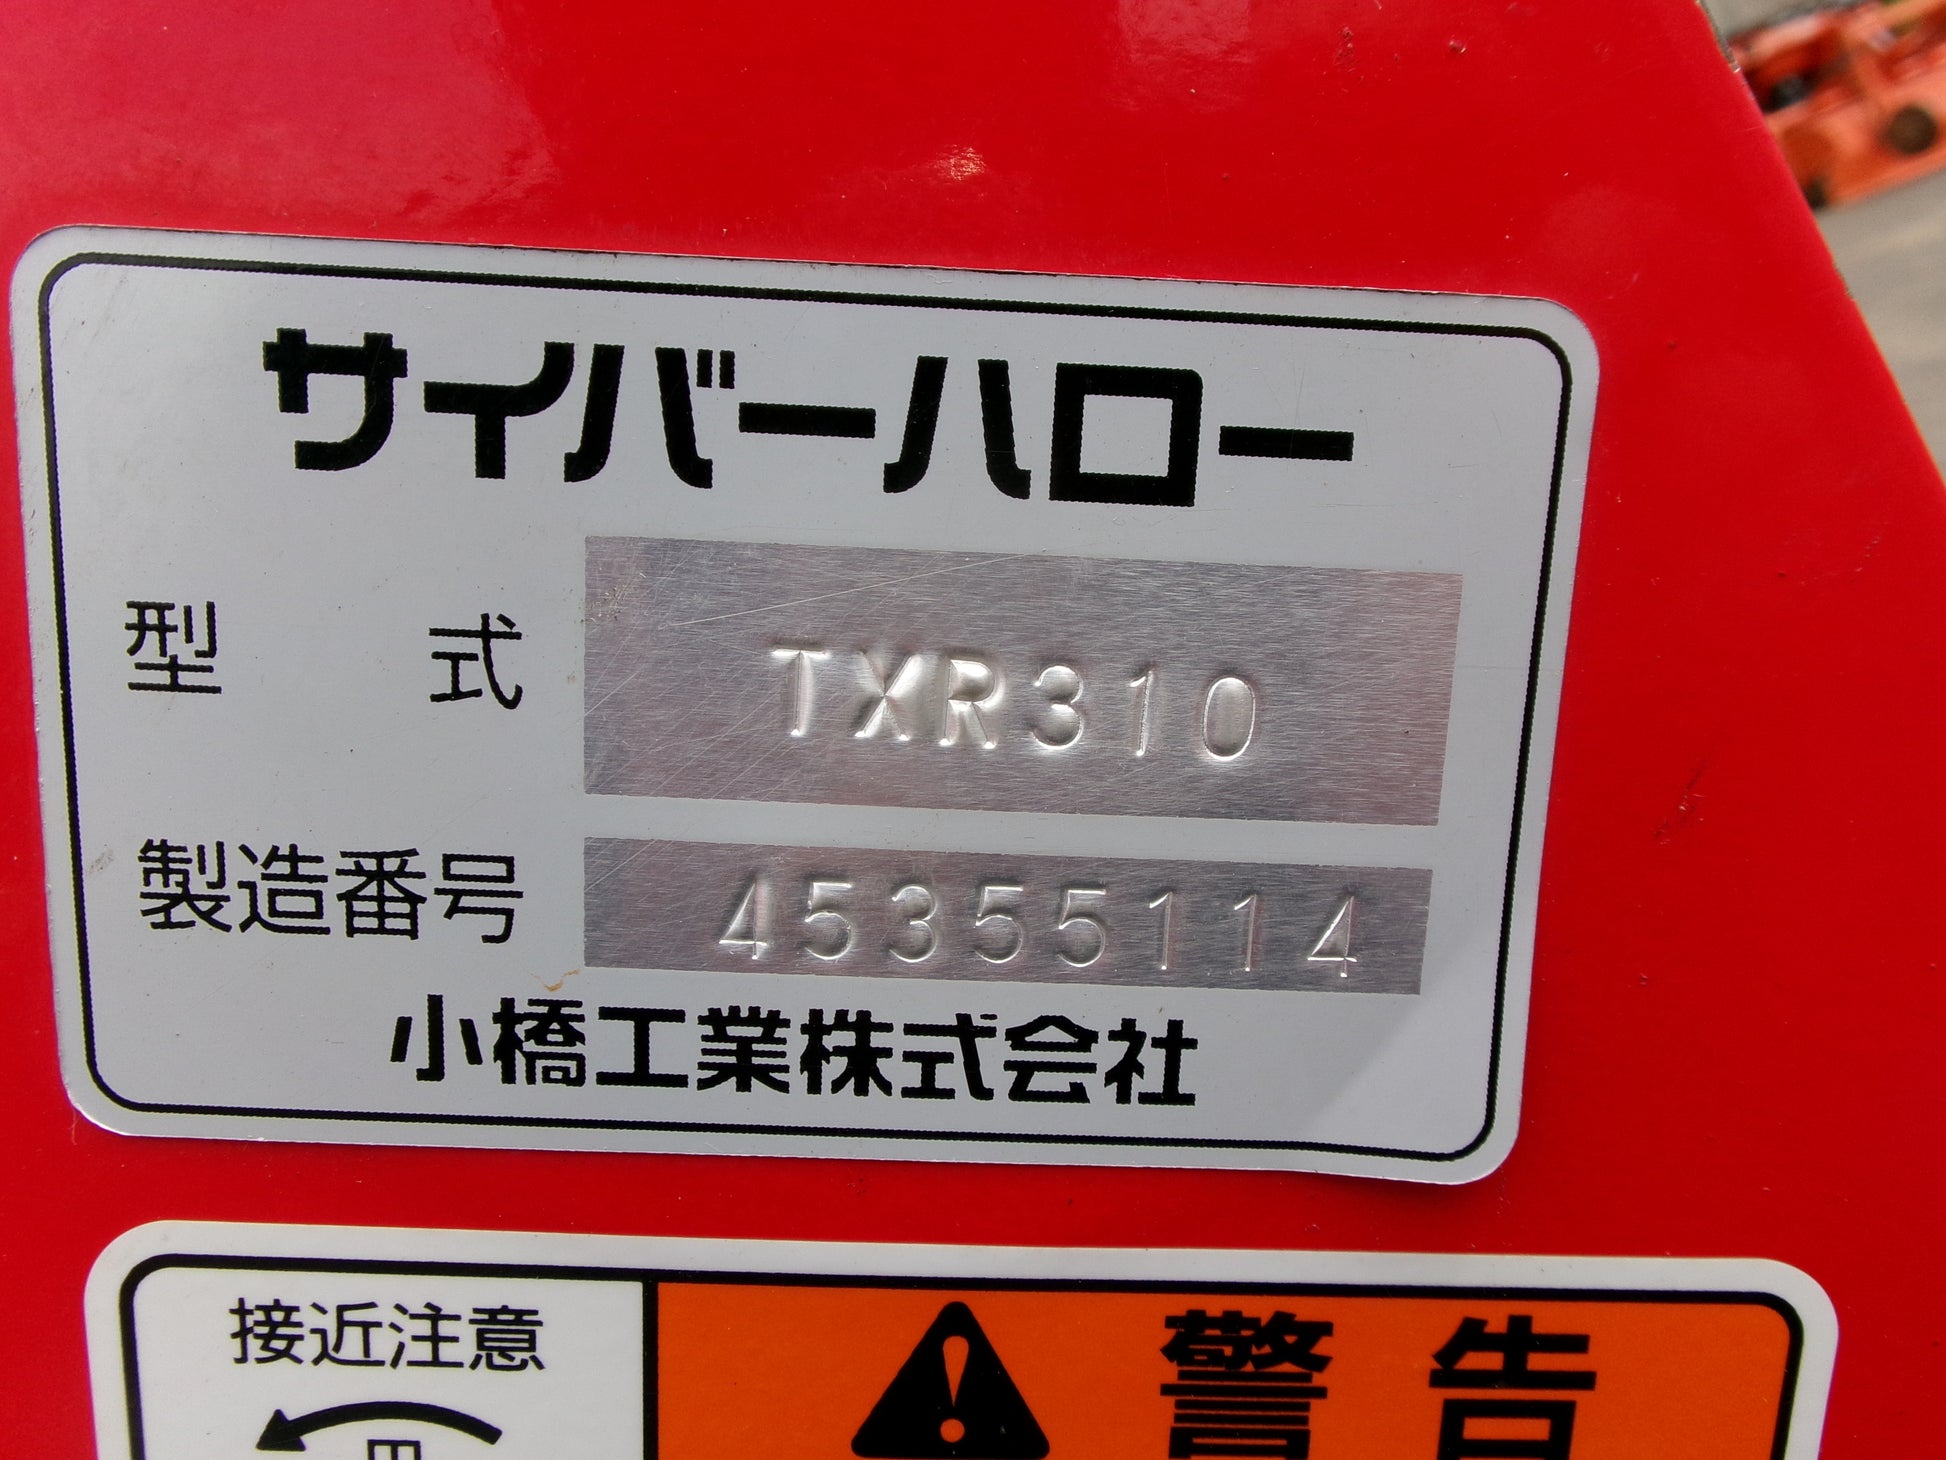 サイバーハロー
型式 TXR310
製造番号 45355114
小橋工業株式会社
接近注意
警告